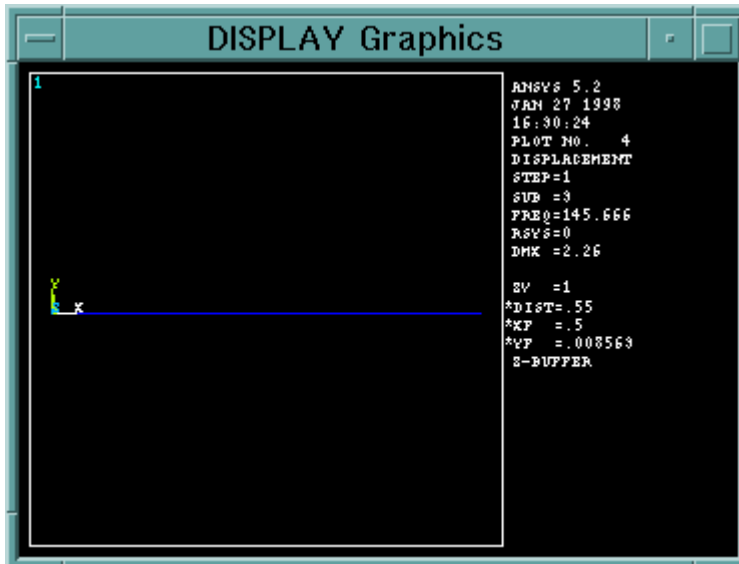 DISPLAY Graphics
1
ANSYS 5.2
JAN 27 1998
16:30:24
PLOT NO. 4
DISPLACEMENT
STEP=1
SUB =3
FREQ=145.666
RSYS=0
DMX =2.26
ZV =1
*DIST=.55
*XF =.5
*YF =.008563
Z-BUFFER
Y
Z X